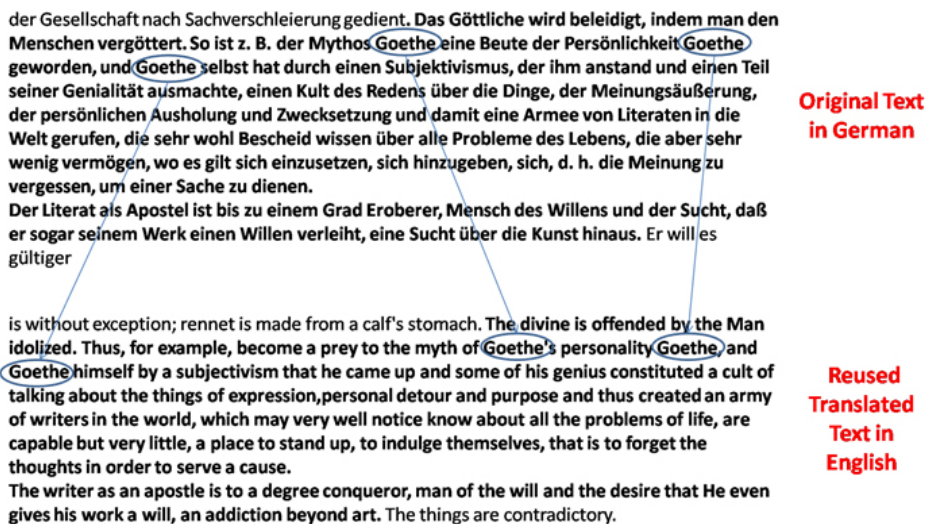 der Gesellschaft nach Sachverschleierung gedient. Das Göttliche wird beleidigt, indem man den
Menschen vergöttert. So ist z. B. der Mythos Goethe eine Beute der Persönlichkeit Goethe
geworden, und Goethe selbst hat durch einen Subjektivismus, der ihm anstand und einen Teil
seiner Genialität ausmachte, einen Kult des Redens über die Dinge, der Meinungsäußerung,
der persönlichen Ausholung und Zwecksetzung und damit eine Armee von Literaten in die
Welt gerufen, die sehr wohl Bescheid wissen über alle Probleme des Lebens, die aber sehr
wenig vermögen, wo es gilt sich einzusetzen, sich hinzugeben, sich, d. h. die Meinung zu
vergessen, um einer Sache zu dienen.
Der Literat als Apostel ist bis zu einem Grad Eroberer, Mensch des Willens und der Sucht, daß
er sogar seinem Werk einen Willen verleiht, eine Sucht über die Kunst hinaus. Er will es
gültiger
Original Text
in German
is without exception; rennet is made from a calf's stomach. The divine is offended by the Man
idolized. Thus, for example, become a prey to the myth of Goethe's personality Goethe, and
Goethe himself by a subjectivism that he came up and some of his genius constituted a cult of
talking about the things of expression,personal detour and purpose and thus created an army
of writers in the world, which may very well notice know about all the problems of life, are
capable but very little, a place to stand up, to indulge themselves, that is to forget the
thoughts in order to serve a cause.
The writer as an apostle is to a degree conqueror, man of the will and the desire that He even
gives his work a will, an addiction beyond art. The things are contradictory.
Reused
Translated
Text in
English